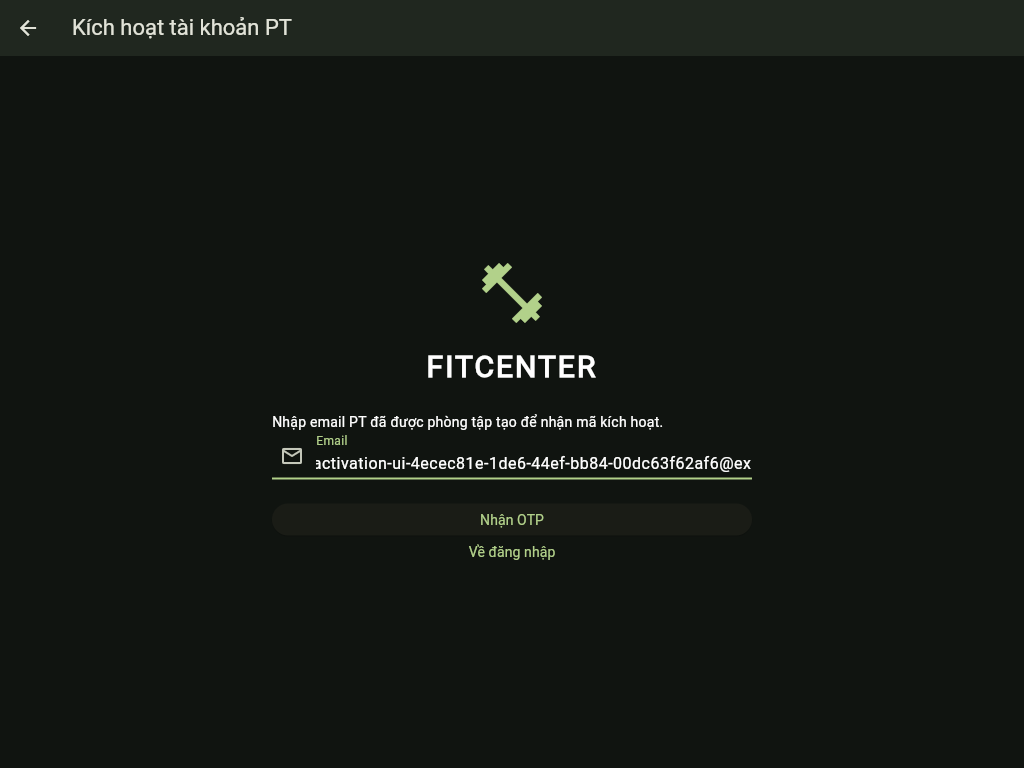 Kích hoạt tài khoản PT
FITCENTER
Nhập email PT đã được phòng tập tạo để nhận mã kích hoạt.
Email
activation-ui-4ecec81e-1de6-44ef-bb84-00dc63f62af6@ex
Nhận OTP
Về đăng nhập